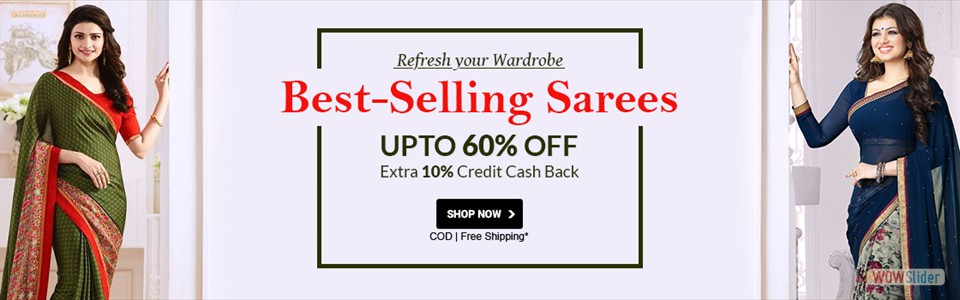 Refresh your Wardrobe
Best-Selling Sarees
UPTO 60% OFF
Extra 10% Credit Cash Back
SHOP NOW >
COD | Free Shipping*
WOWSlider